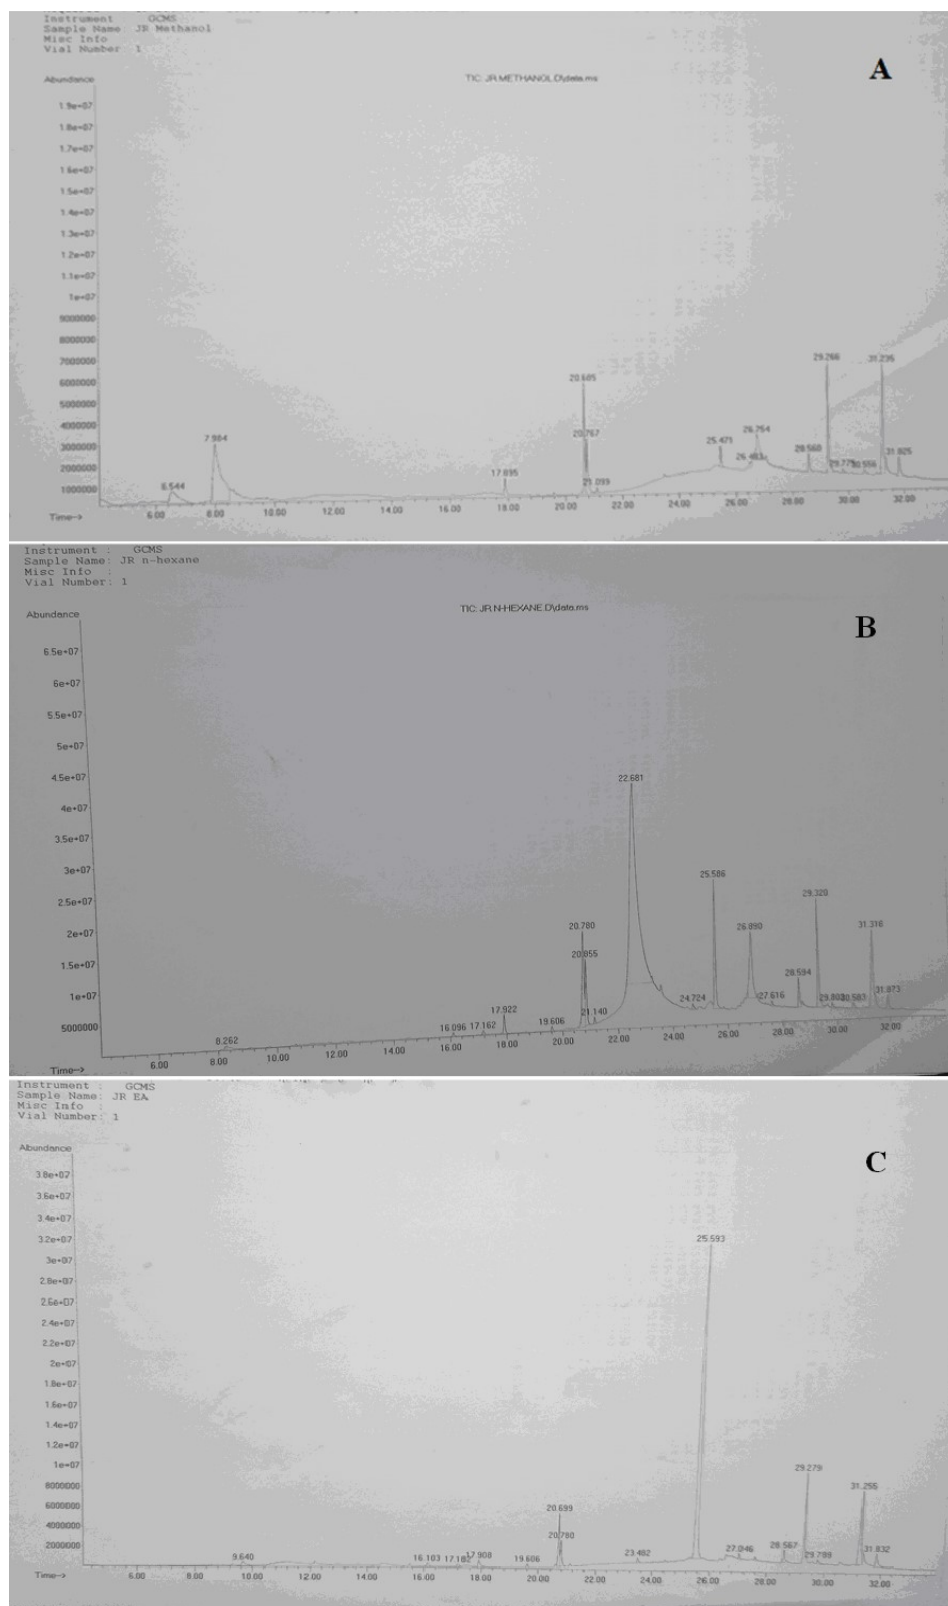 Instrument GCMS
Sample Name: JR Methanol
Misc Info
Vial Number: 1
A
Abundance
TIC: JR METHANOL.D\data.ms
1.9e+07
1.8e+07
1.7e+07
1.6e+07
1.5e+07
1.4e+07
1.3e+07
1.2e+07
1.1e+07
1e+07
9000000
8000000
7000000
6000000
5000000
4000000
3000000
2000000
1000000
6.544
7.984
17.895
20.685
20.767
21.099
25.471
26.483
26.754
28.560
29.266
29.779
30.556
31.235
31.825
Time-->
6.00 8.00 10.00 12.00 14.00 16.00 18.00 20.00 22.00 24.00 26.00 28.00 30.00 32.00
Instrument : GCMS
Sample Name: JR n-hexane
Misc Info :
Vial Number: 1
B
Abundance
TIC: JR N-HEXANE.D\data.ms
6.5e+07
6e+07
5.5e+07
5e+07
4.5e+07
4e+07
3.5e+07
3e+07
2.5e+07
2e+07
1.5e+07
1e+07
5000000
8.262
16.096
17.162
17.922
19.606
20.780
20.855
21.140
22.681
24.724
25.586
26.890
27.616
28.594
29.320
29.803
30.583
31.316
31.873
Time-->
6.00 8.00 10.00 12.00 14.00 16.00 18.00 20.00 22.00 24.00 26.00 28.00 30.00 32.00
Instrument : GCMS
Sample Name: JR EA
Misc Info :
Vial Number: 1
C
Abundance
3.8e+07
3.6e+07
3.4e+07
3.2e+07
3e+07
2.8e+07
2.6e+07
2.4e+07
2.2e+07
2e+07
1.8e+07
1.6e+07
1.4e+07
1.2e+07
1e+07
8000000
6000000
4000000
2000000
9.640
16.103
17.182
17.908
19.606
20.699
20.780
23.482
25.593
27.046
28.567
29.279
29.789
31.255
31.832
Time-->
6.00 8.00 10.00 12.00 14.00 16.00 18.00 20.00 22.00 24.00 26.00 28.00 30.00 32.00